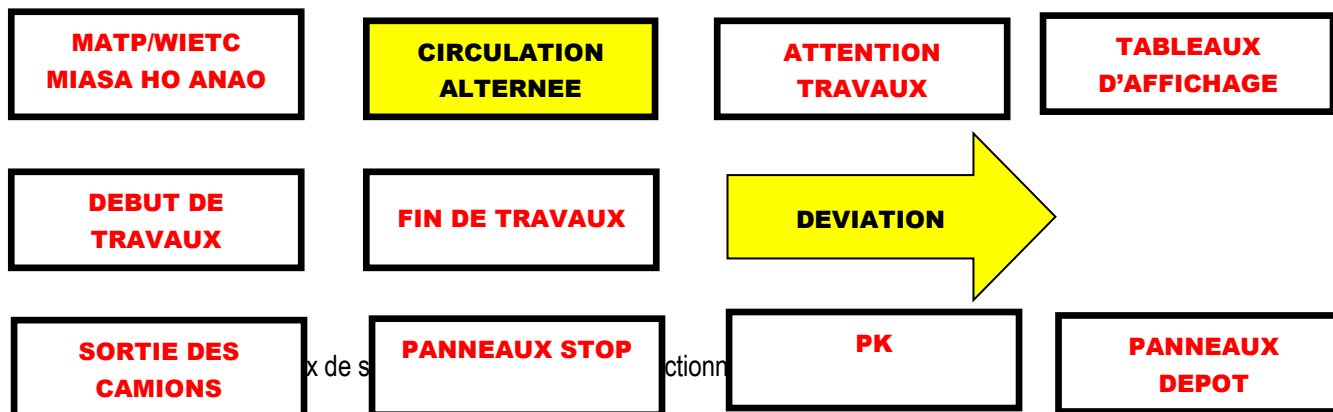 MATP/WIETC
MIASA HO ANAO
CIRCULATION
ALTERNEE
ATTENTION
TRAVAUX
TABLEAUX
D'AFFICHAGE
DEBUT DE
TRAVAUX
FIN DE TRAVAUX
DEVIATION
SORTIE DES
CAMIONS
PANNEAUX STOP
PK
PANNEAUX
DEPOT
de